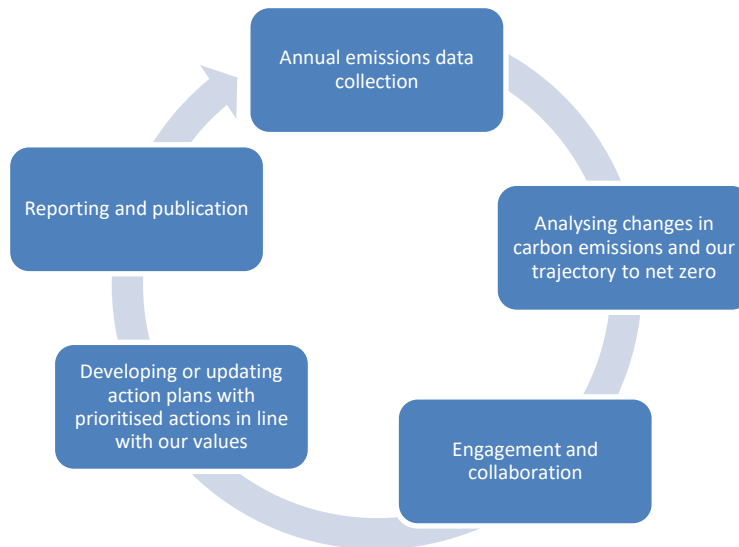 Annual emissions data
collection
Analysing changes in
carbon emissions and our
trajectory to net zero
Engagement and
collaboration
Developing or updating
action plans with
prioritised actions in line
with our values
Reporting and publication